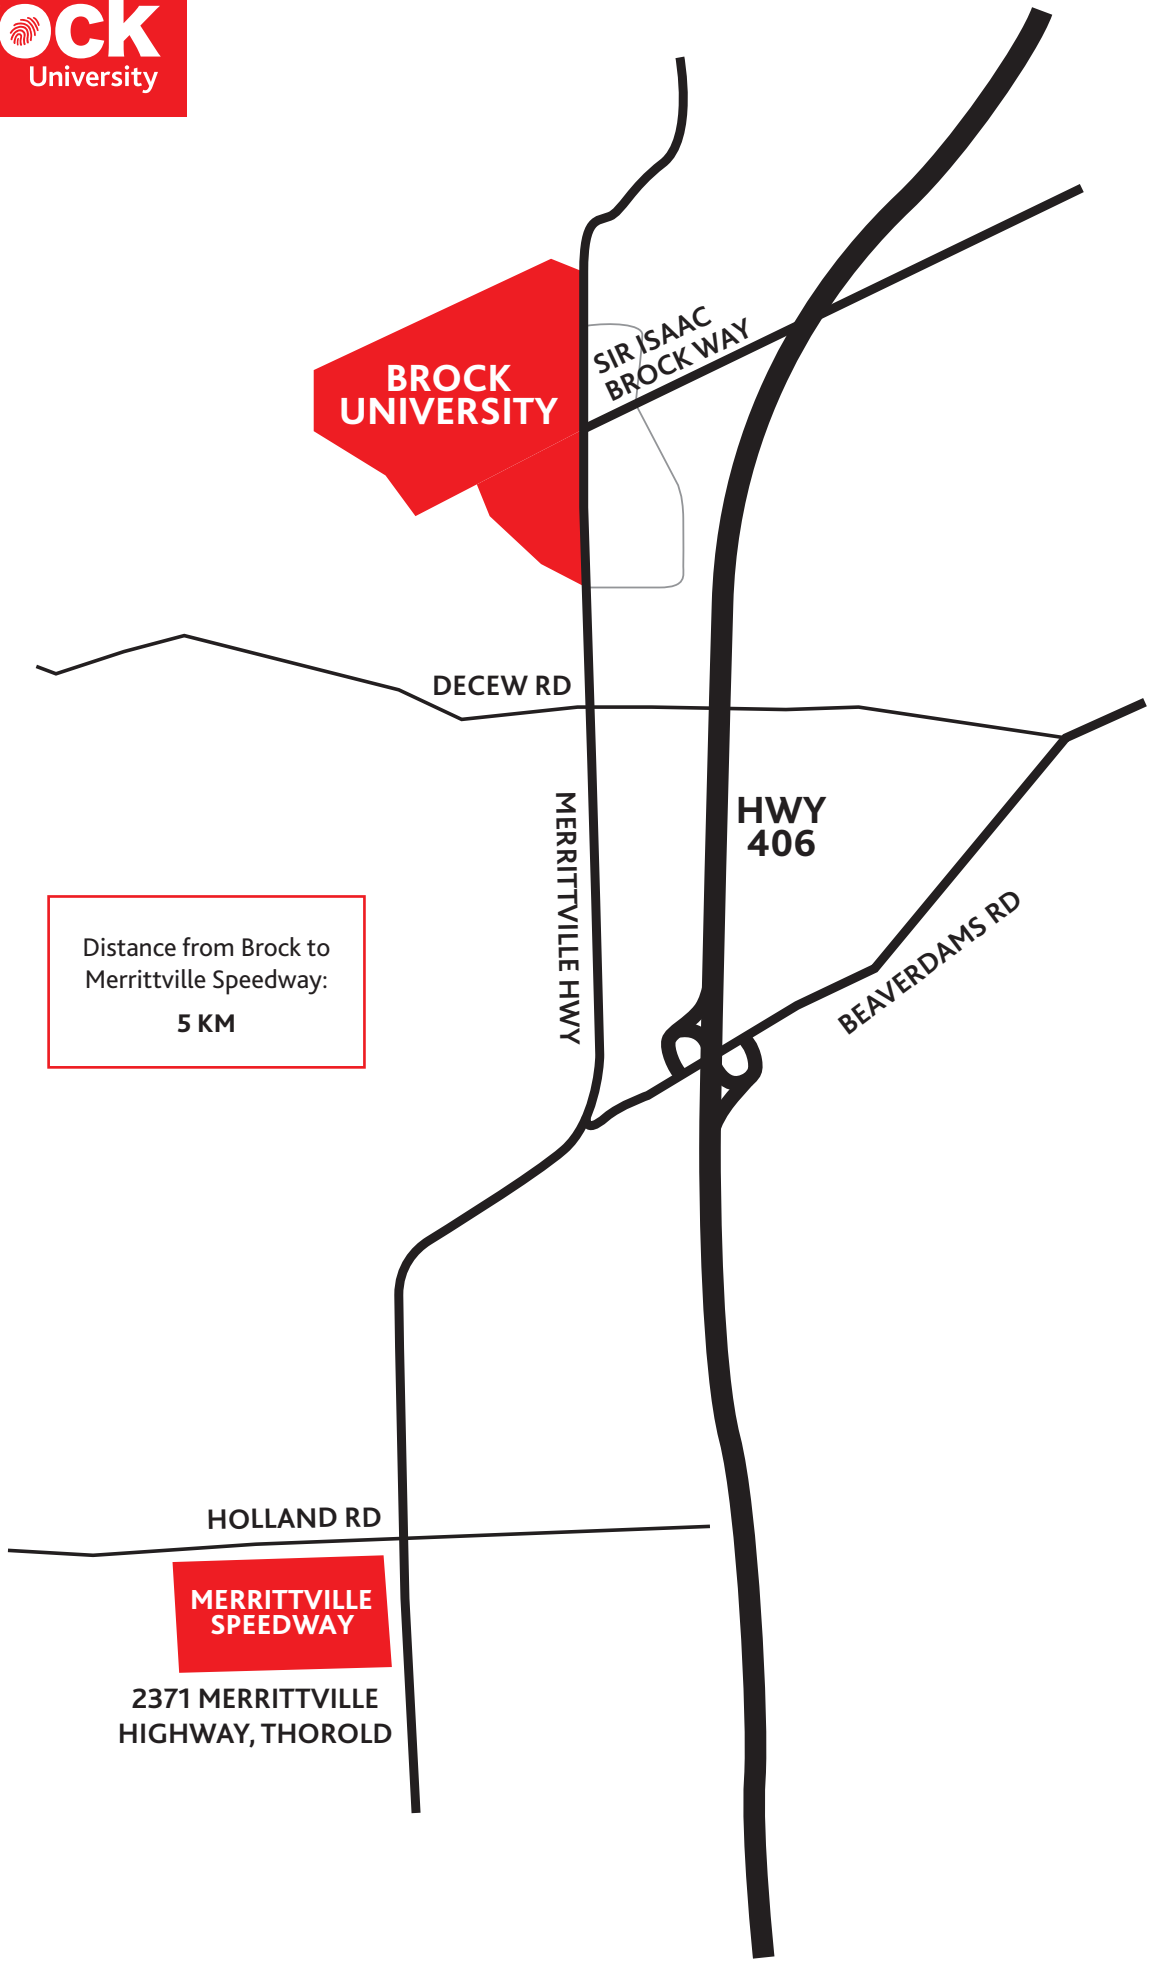 OCK
University
SIR ISAAC
BROCK WAY
BROCK
UNIVERSITY
DECEW RD
MERRITTVILLE HWY
HWY
406
BEAVERDAMS RD
Distance from Brock to
Merrittville Speedway:
5 KM
HOLLAND RD
MERRITTVILLE
SPEEDWAY
2371 MERRITTVILLE
HIGHWAY, THOROLD